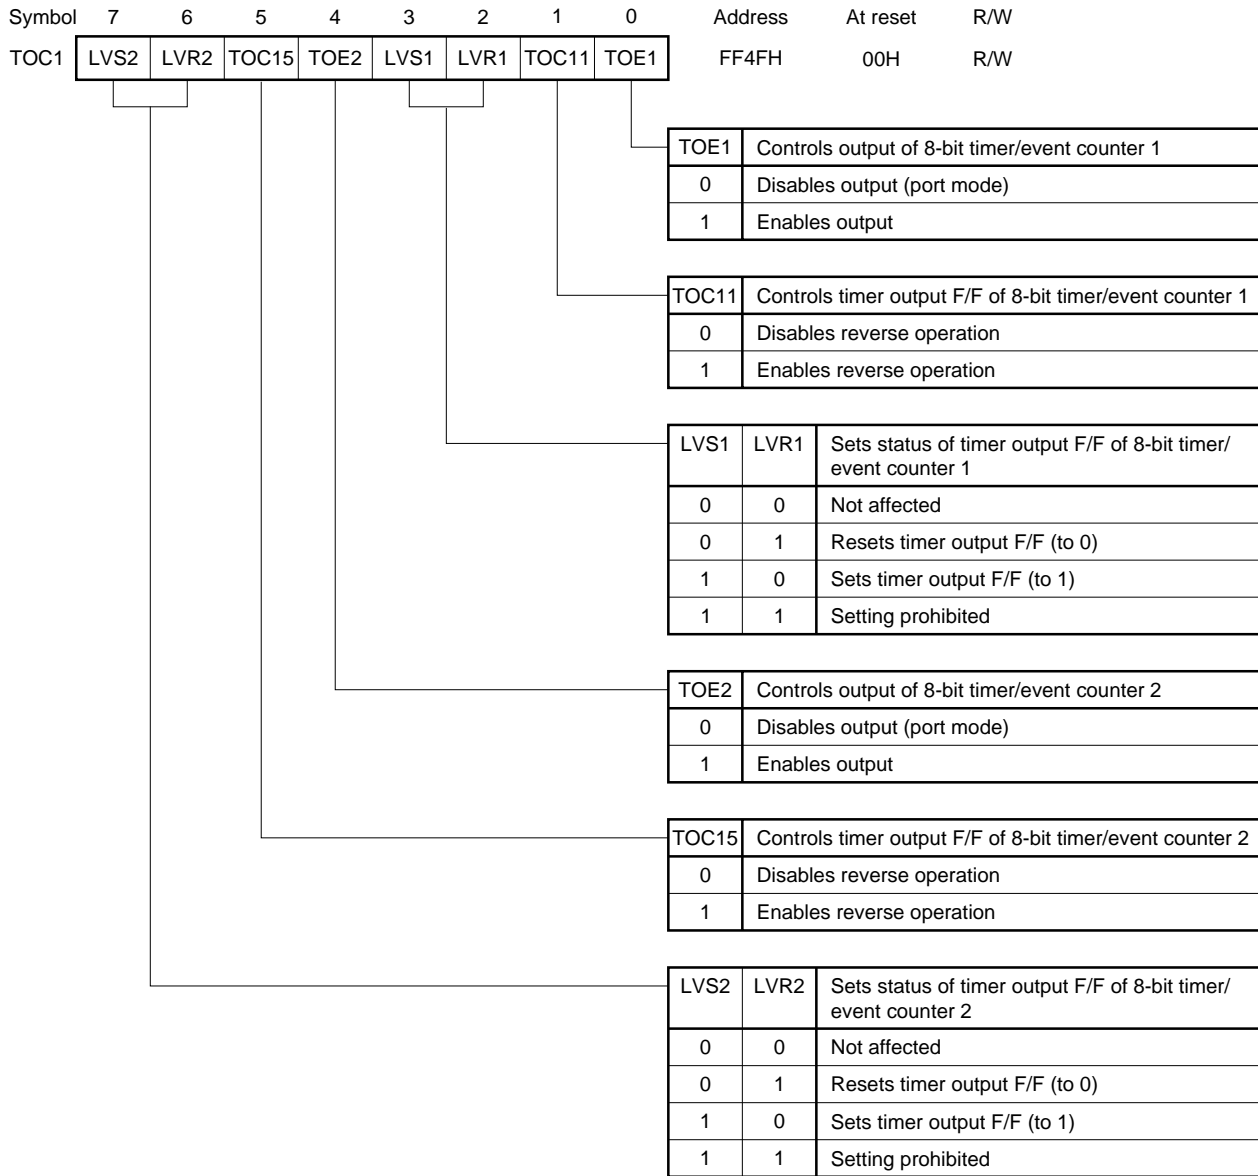 Symbol 7 6 5 4 3 2 1 0 Address At reset R/W
TOC1 LVS2 LVR2 TOC15 TOE2 LVS1 LVR1 TOC11 TOE1 FF4FH 00H R/W
TOE1 Controls output of 8-bit timer/event counter 1
0 Disables output (port mode)
1 Enables output
TOC11 Controls timer output F/F of 8-bit timer/event counter 1
0 Disables reverse operation
1 Enables reverse operation
LVS1 LVR1 Sets status of timer output F/F of 8-bit timer/
event counter 1
0 0 Not affected
0 1 Resets timer output F/F (to 0)
1 0 Sets timer output F/F (to 1)
1 1 Setting prohibited
TOE2 Controls output of 8-bit timer/event counter 2
0 Disables output (port mode)
1 Enables output
TOC15 Controls timer output F/F of 8-bit timer/event counter 2
0 Disables reverse operation
1 Enables reverse operation
LVS2 LVR2 Sets status of timer output F/F of 8-bit timer/
event counter 2
0 0 Not affected
0 1 Resets timer output F/F (to 0)
1 0 Sets timer output F/F (to 1)
1 1 Setting prohibited